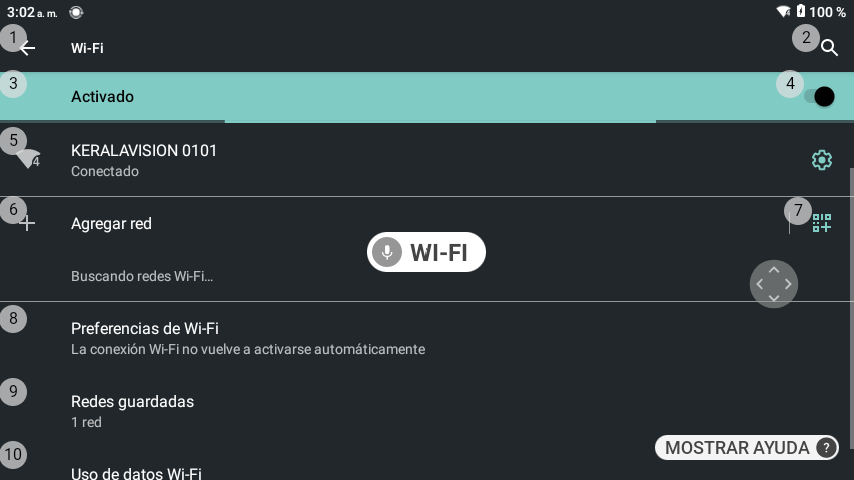 3:02 a. m.
100 %
1
Wi-Fi
2
3
Activado
4
5
4
KERALAVISION 0101
Conectado
6
Agregar red
7
WI-FI
Buscando redes Wi-Fi…
8
Preferencias de Wi-Fi
La conexión Wi-Fi no vuelve a activarse automáticamente
9
Redes guardadas
1 red
MOSTRAR AYUDA ?
10
Uso de datos Wi-Fi